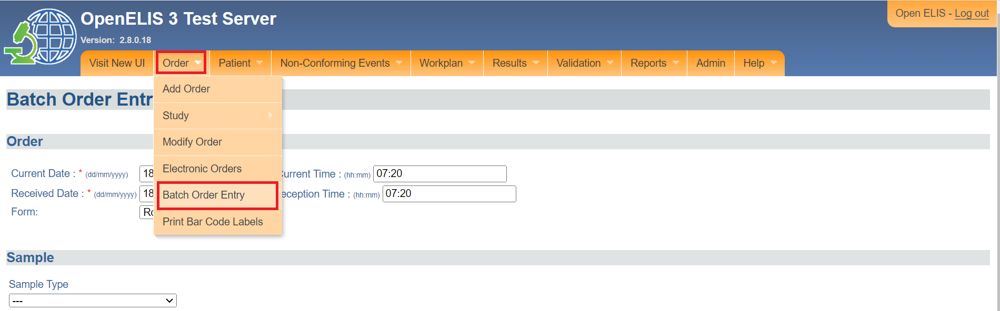 OpenELIS 3 Test Server
Open ELIS - Log out
Version: 2.8.0.18
Visit New UI Order Patient Non-Conforming Events Workplan Results Validation Reports Admin Help
Add Order
Study
Modify Order
Electronic Orders
Batch Order Entry
Print Bar Code Labels
Batch Order Entr
Order
Current Date : * (dd/mm/yyyy) 18 urrent Time : (hh:mm) 07:20
Received Date : * (dd/mm/yyyy) 18 eception Time : (hh:mm) 07:20
Form: Ro
Sample
Sample Type
---